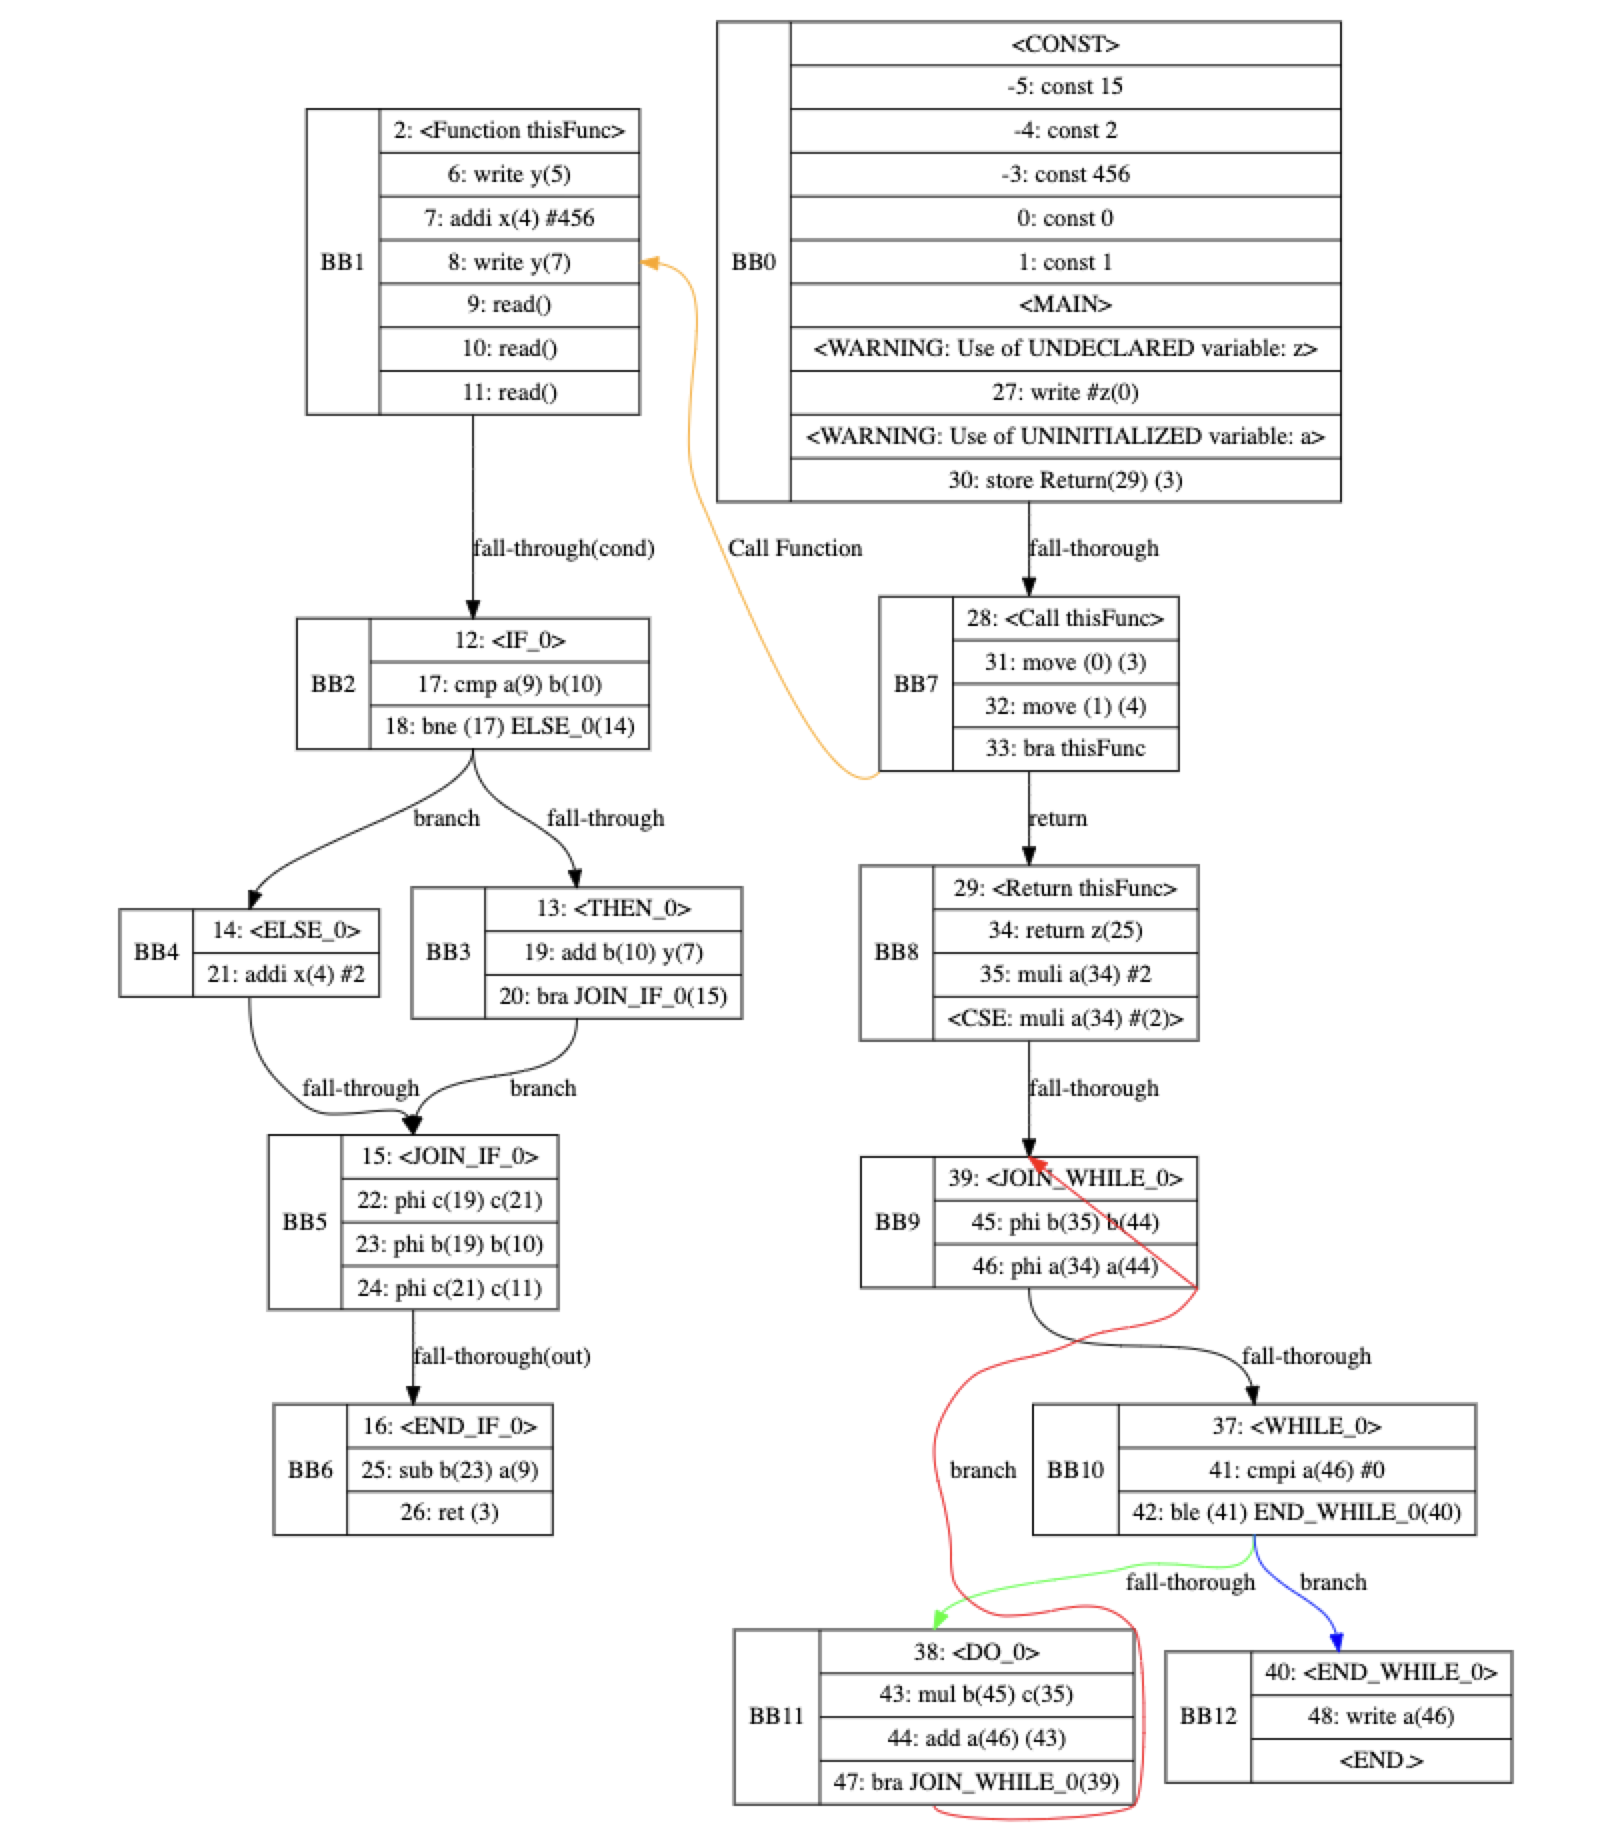 BB0
<CONST>
-5: const 15
-4: const 2
-3: const 456
0: const 0
1: const 1
<MAIN>
<WARNING: Use of UNDECLARED variable: z>
27: write #z(0)
<WARNING: Use of UNINITIALIZED variable: a>
30: store Return(29) (3)
BB1
2: <Function thisFunc>
6: write y(5)
7: addi x(4) #456
8: write y(7)
9: read()
10: read()
11: read()
fall-through(cond)
Call Function
fall-thorough
BB2
12: <IF_0>
17: cmp a(9) b(10)
18: bne (17) ELSE_0(14)
BB7
28: <Call thisFunc>
31: move (0) (3)
32: move (1) (4)
33: bra thisFunc
branch
fall-through
return
BB4
14: <ELSE_0>
21: addi x(4) #2
BB3
13: <THEN_0>
19: add b(10) y(7)
20: bra JOIN_IF_0(15)
BB8
29: <Return thisFunc>
34: return z(25)
35: muli a(34) #2
<CSE: muli a(34) #(2)>
fall-through
branch
fall-thorough
BB5
15: <JOIN_IF_0>
22: phi c(19) c(21)
23: phi b(19) b(10)
24: phi c(21) c(11)
BB9
39: <JOIN_WHILE_0>
45: phi b(35) b(44)
46: phi a(34) a(44)
fall-thorough(out)
fall-thorough
BB6
16: <END_IF_0>
25: sub b(23) a(9)
26: ret (3)
branch
BB10
37: <WHILE_0>
41: cmpi a(46) #0
42: ble (41) END_WHILE_0(40)
fall-thorough
branch
BB11
38: <DO_0>
43: mul b(45) c(35)
44: add a(46) (43)
47: bra JOIN_WHILE_0(39)
BB12
40: <END_WHILE_0>
48: write a(46)
<END.>